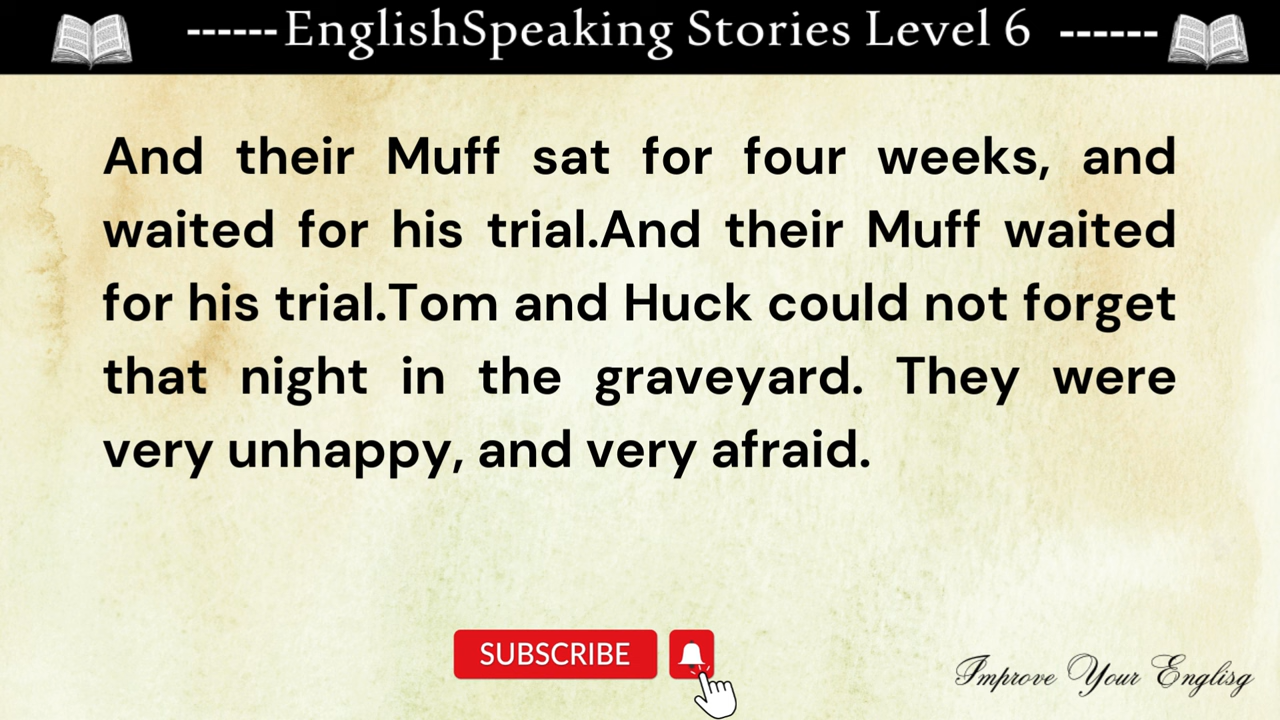 ------EnglishSpeaking Stories Level 6 ------
And their Muff sat for four weeks, and
waited for his trial.And their Muff waited
for his trial.Tom and Huck could not forget
that night in the graveyard. They were
very unhappy, and very afraid.
SUBSCRIBE
Improve Your Englisg